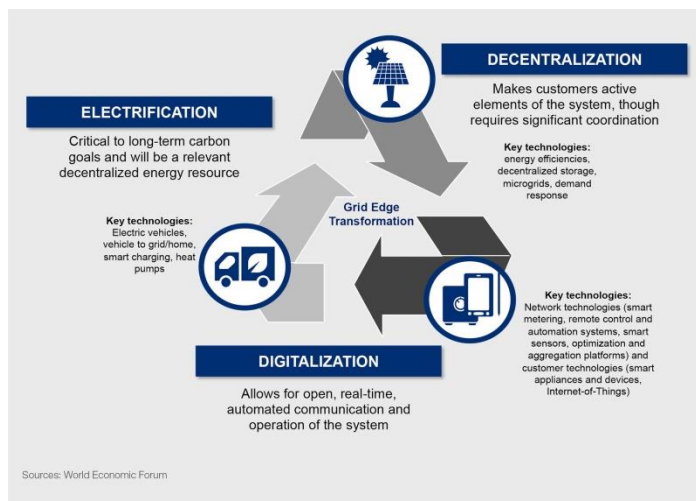 DECENTRALIZATION
Makes customers active
elements of the system, though
requires significant coordination
Key technologies:
energy efficiencies,
decentralized storage,
microgrids, demand
response
ELECTRIFICATION
Critical to long-term carbon
goals and will be a relevant
decentralized energy resource
Key technologies:
Electric vehicles,
vehicle to grid/home,
smart charging, heat
pumps
Grid Edge
Transformation
Key technologies:
Network technologies (smart
metering, remote control and
automation systems, smart
sensors, optimization and
aggregation platforms) and
customer technologies (smart
appliances and devices,
Internet-of-Things)
DIGITALIZATION
Allows for open, real-time,
automated communication and
operation of the system
Sources: World Economic Forum